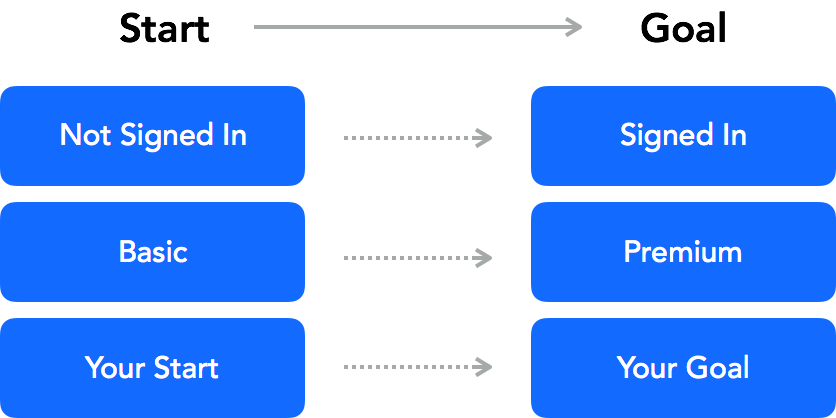 Start
Goal
Not Signed In
Signed In
Basic
Premium
Your Start
Your Goal